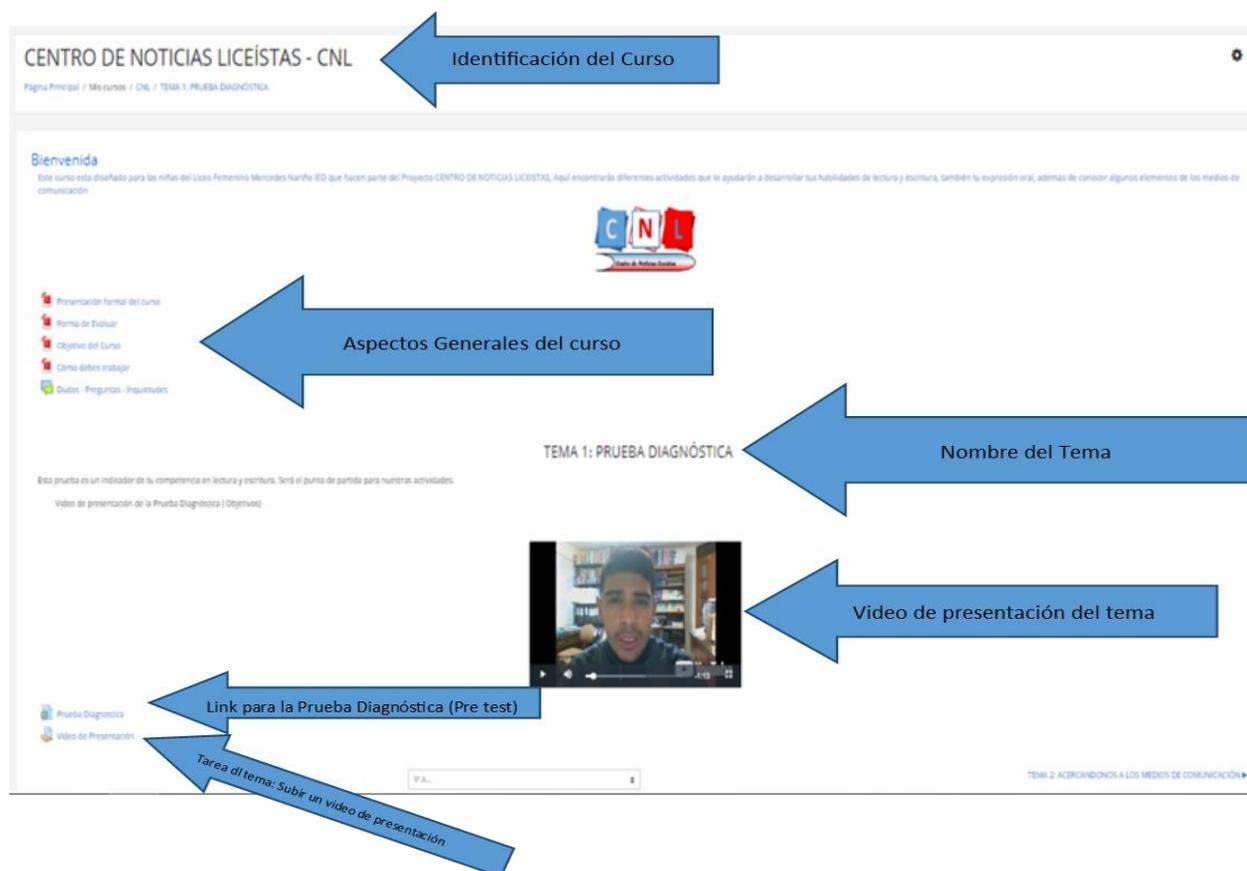 CENTRO DE NOTICIAS LICEÍSTAS - CNL
Identificación del Curso
Página Principal / Mis cursos / CNL / TEMA 1: PRUEBA DIAGNÓSTICA
Bienvenida
Este curso esta diseñado para las niñas del Liceo Femenino Mercedes Nariño IED que hacen parte del Proyecto CENTRO DE NOTICIAS LICEISTAS, Aquí encontrarás diferentes actividades que te ayudarán a desarrollar sus habilidades de lectura y escritura, también tu expresión oral, ademas de conocer algunos elementos de los medios de
comunicación
C N L
Centro de Noticias Liceístas
Presentación formal del curso
Forma de Evaluar
Objetivo del Curso
Cómo debes trabajar
Dudas - Preguntas - Inquietudes
Aspectos Generales del curso
TEMA 1: PRUEBA DIAGNÓSTICA
Nombre del Tema
Esta prueba es un indicador de tu competencia en lectura y escritura. Será el punto de partida para nuestras actividades.
Video de presentación de la Prueba Diagnóstica ( Objetivos)
Video de presentación del tema
-1:13
Prueba Diagnostica
Link para la Prueba Diagnóstica (Pre test)
Video de Presentación
Tarea dl tema: Subir un video de presentación
Ir a...
TEMA 2: ACERCANDONOS A LOS MEDIOS DE COMUNICACIÓN ▶